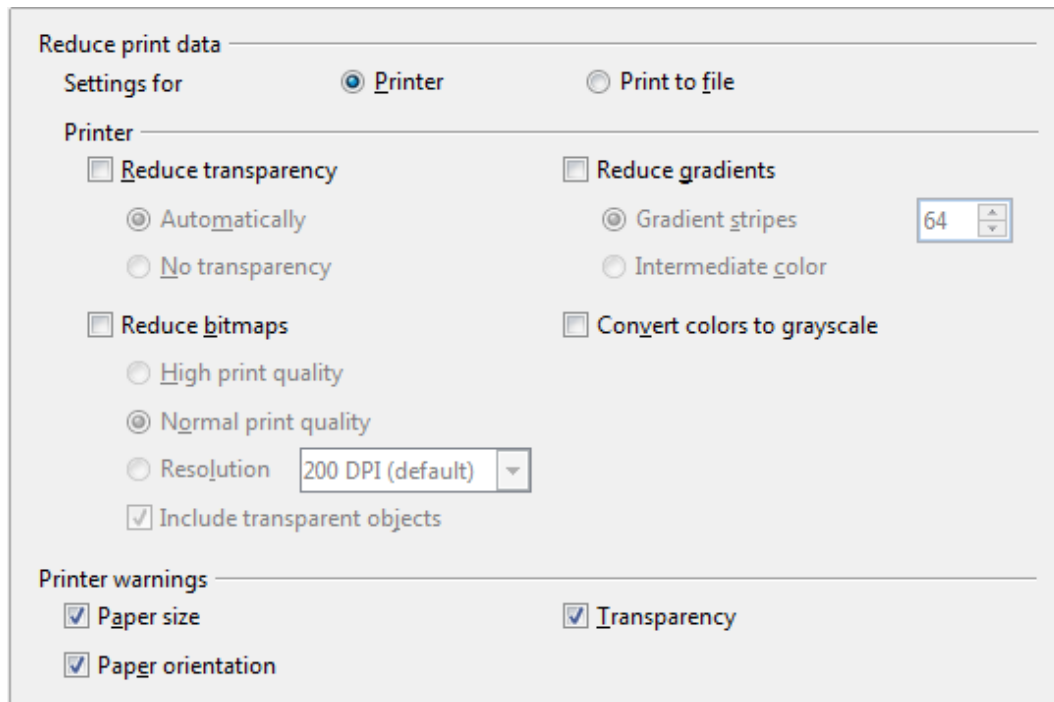 Reduce print data
Settings for Printer Print to file
Printer
Reduce transparency Reduce gradients
Automatically Gradient stripes 64
No transparency Intermediate color
Reduce bitmaps Convert colors to grayscale
High print quality
Normal print quality
Resolution 200 DPI (default)
Include transparent objects
Printer warnings
Paper size Transparency
Paper orientation